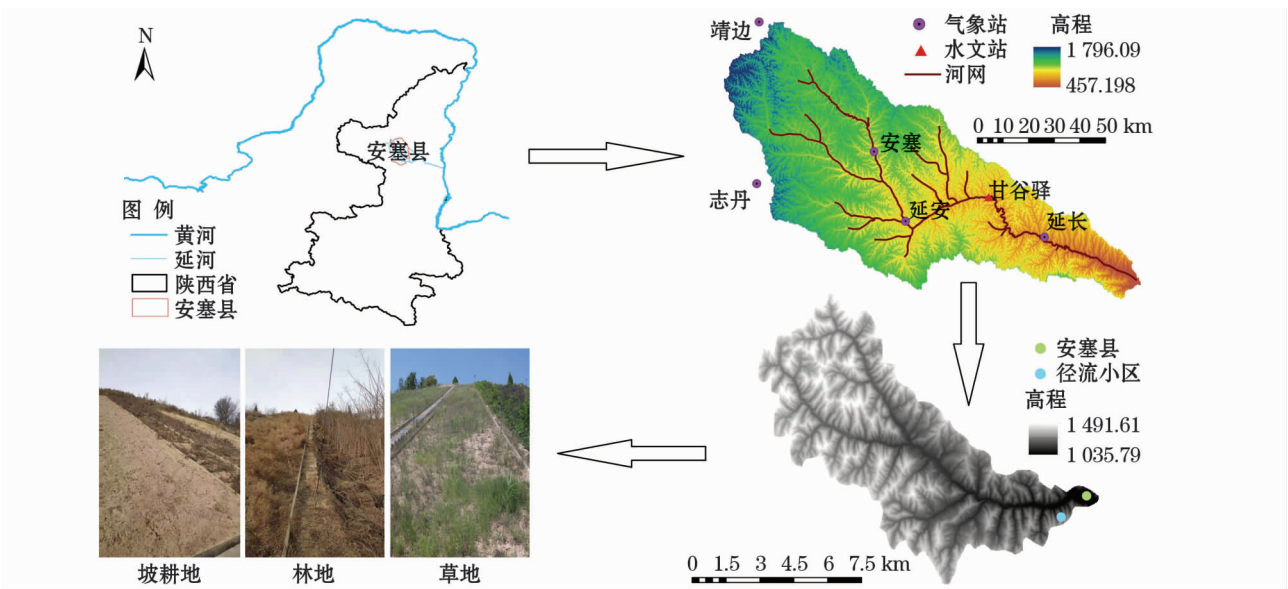 N
安塞县
图 例
黄河
延河
陕西省
安塞县
靖边
志丹
安塞
延安
甘谷驿
延长
气象站
水文站
河网
高程
1 796.09
457.198
0 10 20 30 40 50 km
安塞县
径流小区
高程
1 491.61
1 035.79
0 1.5 3 4.5 6 7.5 km
坡耕地 林地 草地